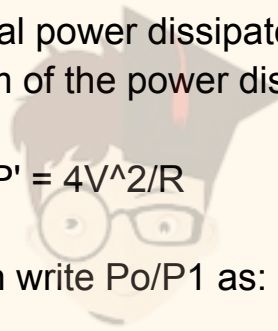 al power dissipate
of the power dis
P' = 4V^2/R
write Po/P1 as: